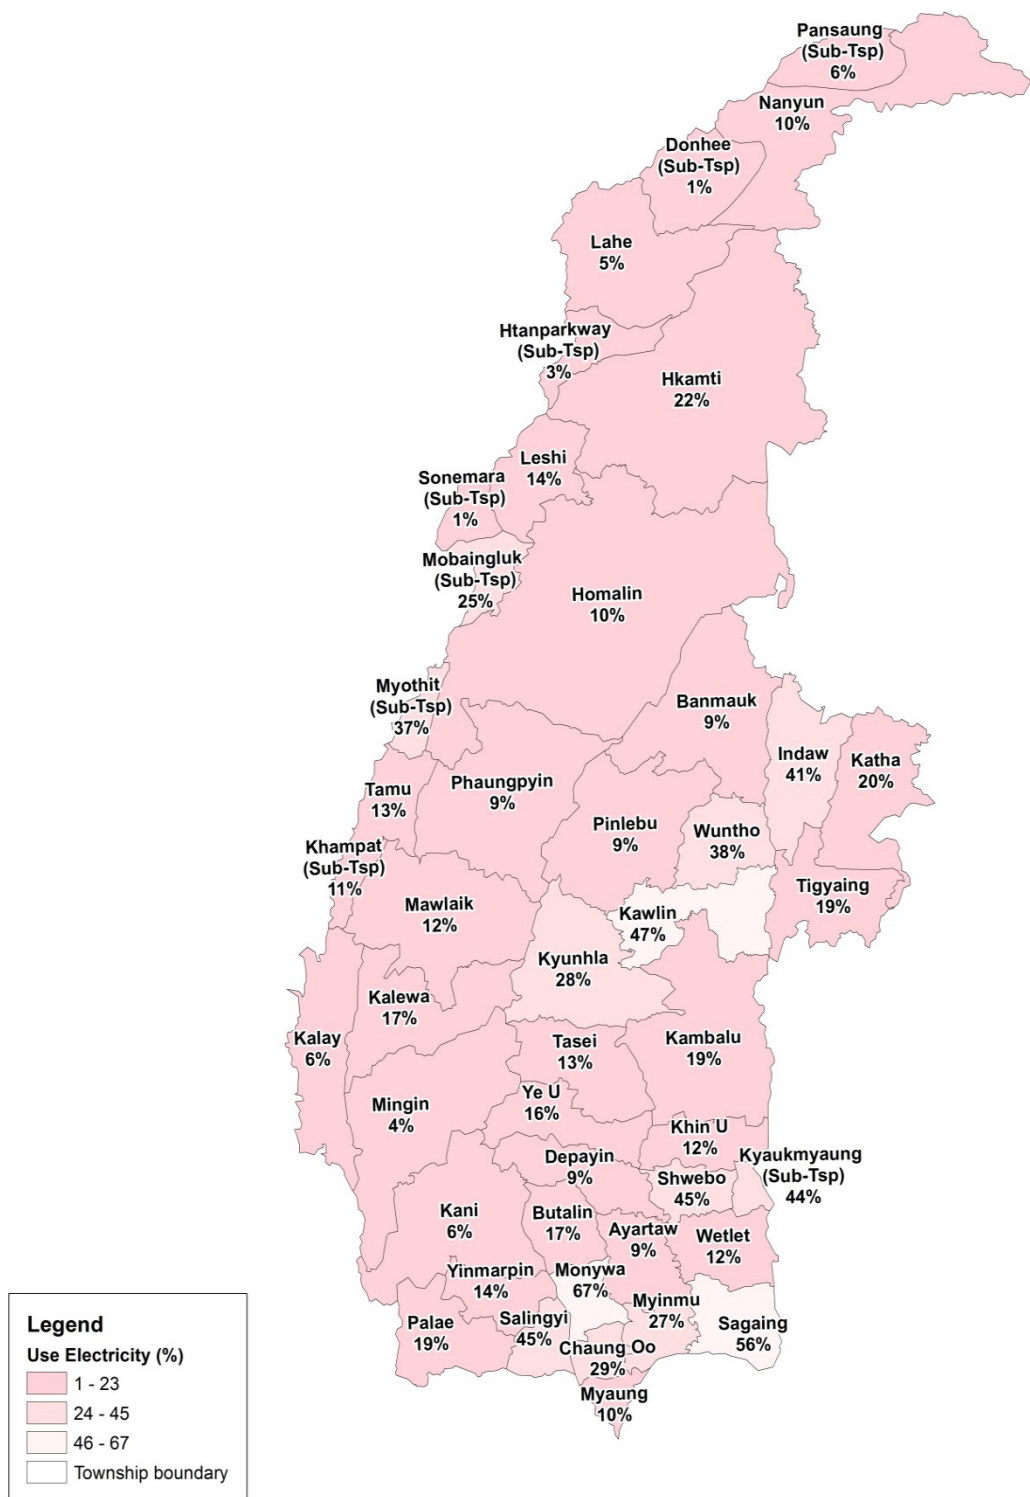 Pansaung
(Sub-Tsp)
6%
Nanyun
10%
Donhee
(Sub-Tsp)
1%
Lahe
5%
Htanparkway
(Sub-Tsp)
3%
Hkamti
22%
Leshi
14%
Sonemara
(Sub-Tsp)
1%
Mobaingluk
(Sub-Tsp)
25%
Homalin
10%
Myothit
(Sub-Tsp)
37%
Banmauk
9%
Indaw
41%
Katha
20%
Tamu
13%
Phaungpyin
9%
Pinlebu
9%
Wuntho
38%
Khampat
(Sub-Tsp)
11%
Mawlaik
12%
Tigyaing
19%
Kawlin
47%
Kyunhla
28%
Kalewa
17%
Kalay
6%
Tasei
13%
Kambalu
19%
Mingin
4%
Ye U
16%
Khin U
12%
Kyaukmyaung
(Sub-Tsp)
44%
Depayin
9%
Shwebo
45%
Kani
6%
Butalin
17%
Ayartaw
9%
Wetlet
12%
Yinmarpin
14%
Monywa
67%
Myinmu
27%
Sagaing
56%
Palae
19%
Salingyi
45%
Chaung Oo
29%
Myaung
10%
Legend
Use Electricity (%)
1 - 23
24 - 45
46 - 67
Township boundary